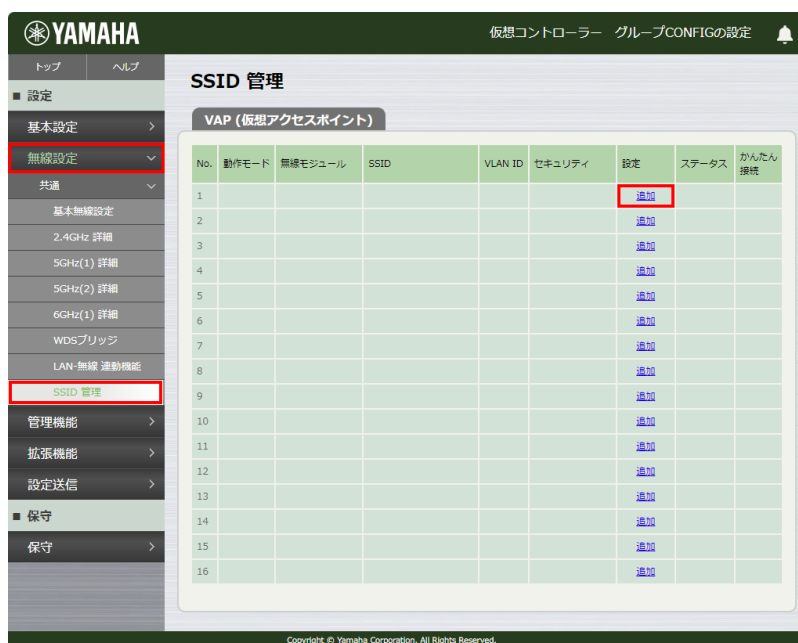 YAMAHA
仮想コントローラー グループCONFIGの設定
トップ ヘルプ
■ 設定
基本設定
無線設定
共通
基本無線設定
2.4GHz 詳細
5GHz(1) 詳細
5GHz(2) 詳細
6GHz(1) 詳細
WDSブリッジ
LAN-無線 連動機能
SSID 管理
管理機能
拡張機能
設定送信
■ 保守
保守
SSID 管理
VAP (仮想アクセスポイント)
No. 動作モード 無線モジュール SSID VLAN ID セキュリティ 設定 ステータス かんたん接続
1 追加
2 追加
3 追加
4 追加
5 追加
6 追加
7 追加
8 追加
9 追加
10 追加
11 追加
12 追加
13 追加
14 追加
15 追加
16 追加
Copyright © Yamaha Corporation. All Rights Reserved.